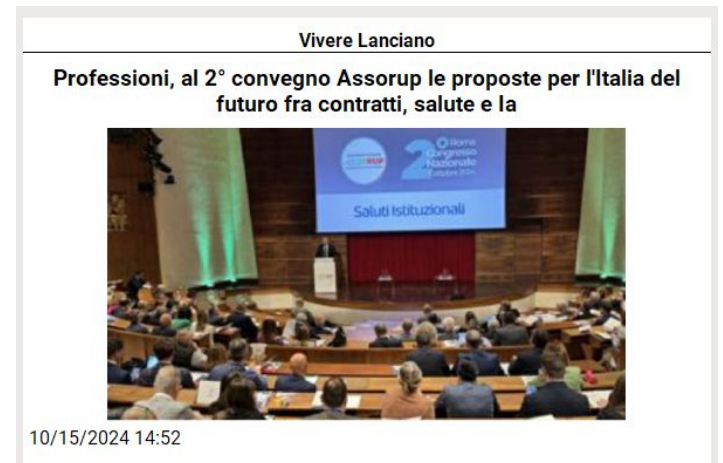 Vivere Lanciano
Professioni, al 2° convegno Assorup le proposte per l'Italia del
futuro fra contratti, salute e la
2° Roma
Congresso
Nazionale
Saluti Istituzionali
10/15/2024 14:52